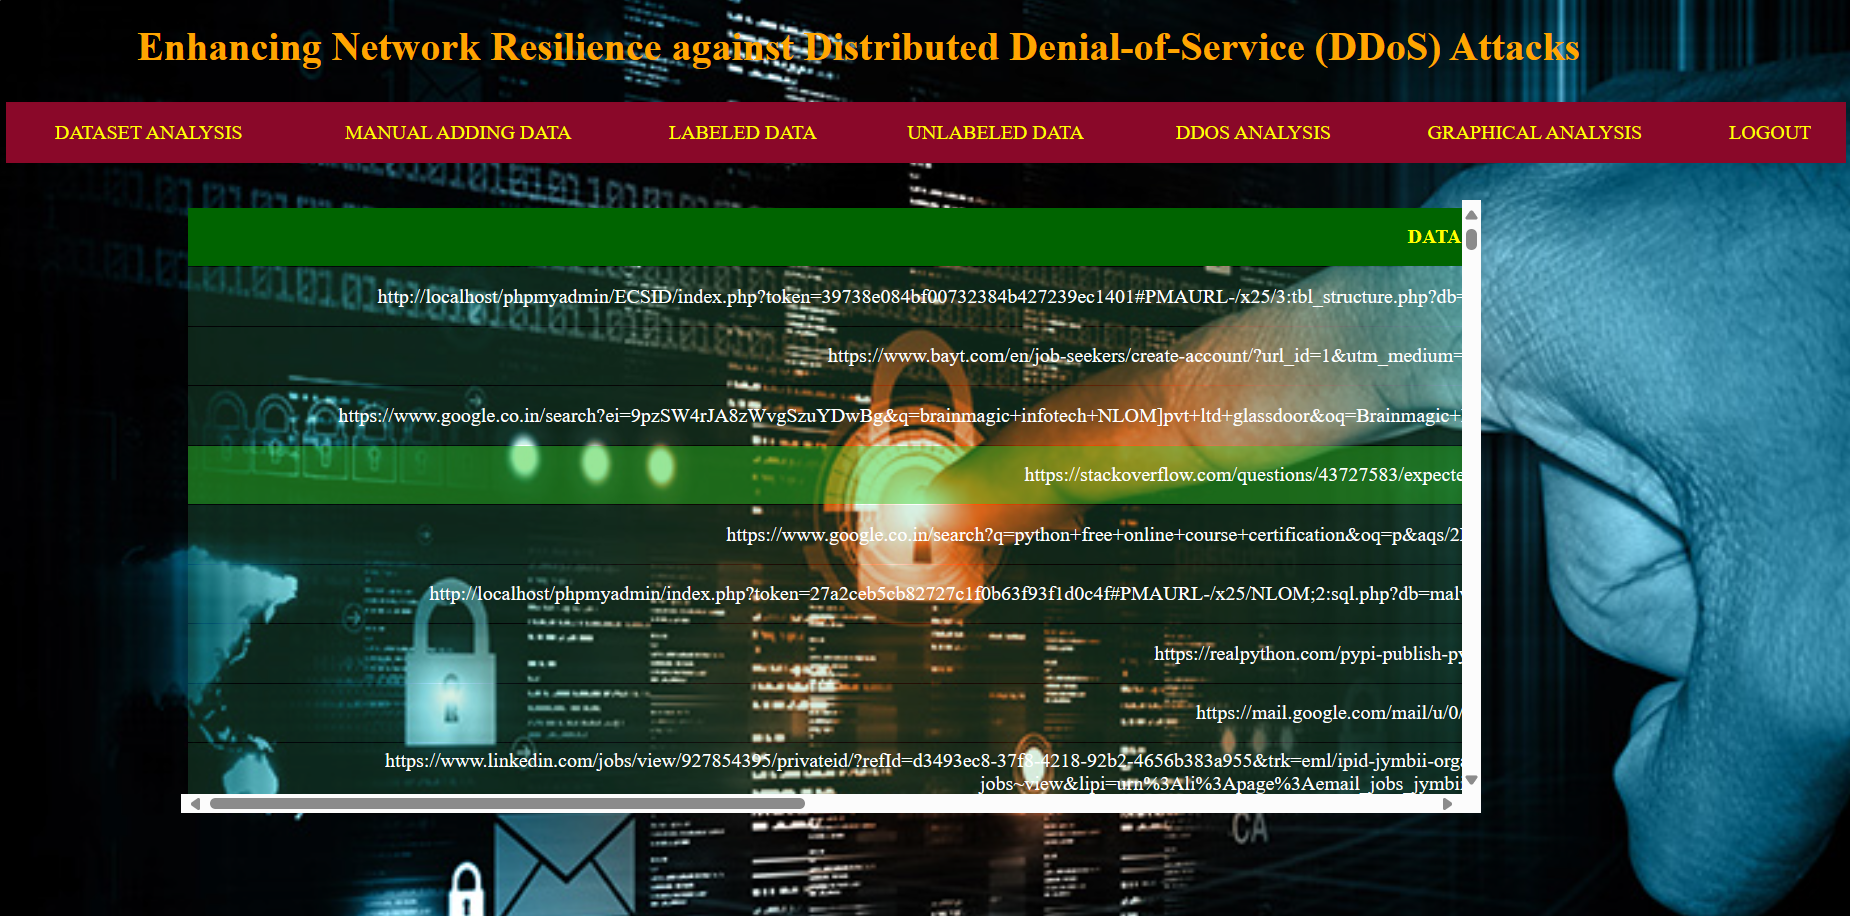 Enhancing Network Resilience against Distributed Denial-of-Service (DDoS) Attacks
DATASET ANALYSIS MANUAL ADDING DATA LABELED DATA UNLABELED DATA DDOS ANALYSIS GRAPHICAL ANALYSIS LOGOUT
DATA
http://localhost/phpmyadmin/ECSID/index.php?token=39738e084bf00732384b427239ec1401#PMAURL-/x25/3:tbl_structure.php?db=
https://www.bayt.com/en/job-seekers/create-account/?url_id=1&utm_medium=
https://www.google.co.in/search?ei=9pzSW4rJA8zWvgSzuYDwBg&q=brainmagic+infotech+NLOM]pvt+ltd+glassdoor&oq=Brainmagic+
https://stackoverflow.com/questions/43727583/expecte
https://www.google.co.in/search?q=python+free+online+course+certification&oq=p&aqs/2
http://localhost/phpmyadmin/index.php?token=27a2ceb5cb82727c1f0b63f93f1d0c4f#PMAURL-/x25/NLOM;2:sql.php?db=mal
https://realpython.com/pypi-publish-py
https://mail.google.com/mail/u/0/
https://www.linkedin.com/jobs/view/927854395/privateid/?refId=d3493ec8-37f8-4218-92b2-4656b383a955&trk=eml/ipid-jymbii-orga
jobs~view&lipi=urn%3Ali%3Apage%3Aemail_jobs_jymbi
CA